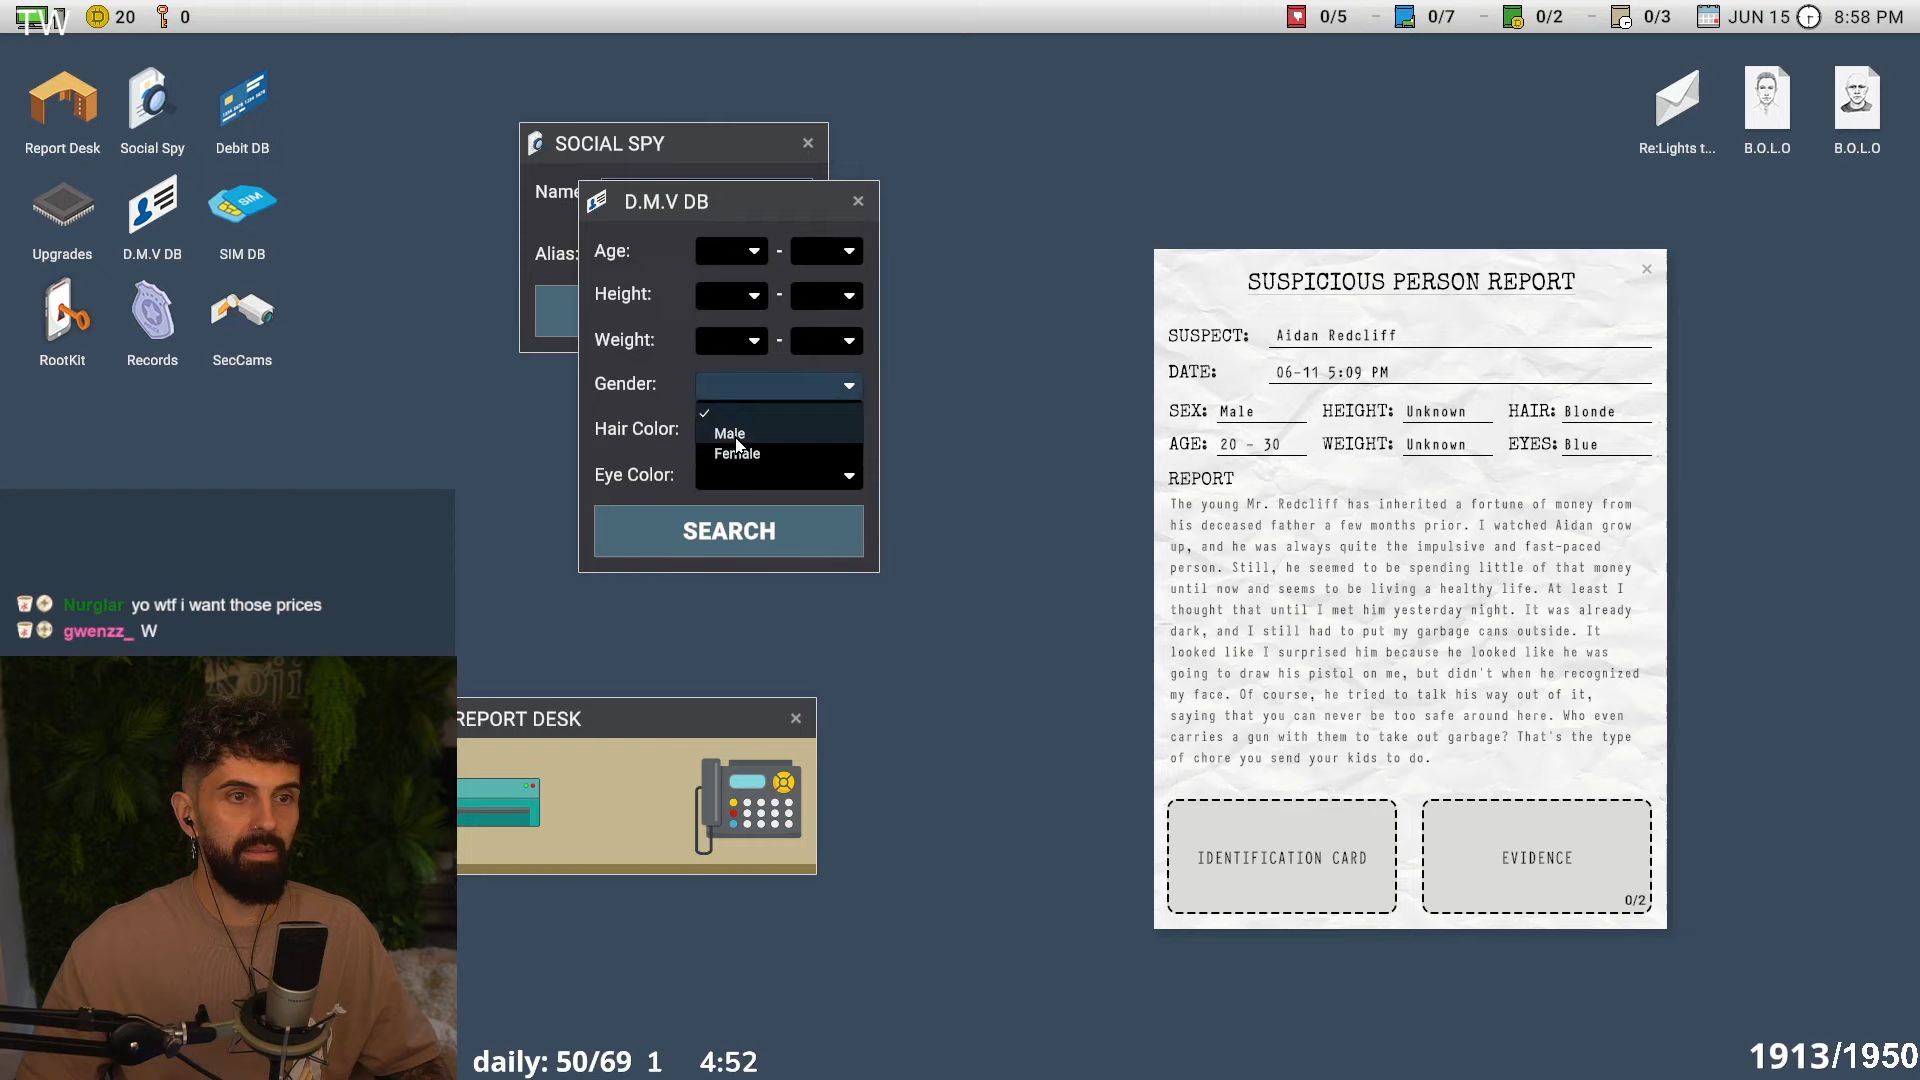 TW
20
0
0/5
0/7
0/2
0/3
JUN 15
8:58 PM
Report Desk
Social Spy
Debit DB
Upgrades
D.M.V DB
SIM DB
SIM
RootKit
Records
SecCams
Re:Lights t...
B.O.L.O
B.O.L.O
SOCIAL SPY
Name
Alias:
D.M.V DB
Age:
-
Height:
-
Weight:
-
Gender:
Male
Female
Hair Color:
Eye Color:
SEARCH
SUSPICIOUS PERSON REPORT
SUSPECT: Aidan Redcliff
DATE: 06-11 5:09 PM
SEX: Male HEIGHT: Unknown HAIR: Blonde
AGE: 20 - 30 WEIGHT: Unknown EYES: Blue
REPORT
The young Mr. Redcliff has inherited a fortune of money from
his deceased father a few months prior. I watched Aidan grow
up, and he was always quite the impulsive and fast-paced
person. Still, he seemed to be spending little of that money
until now and seems to be living a healthy life. At least I
thought that until I met him yesterday night. It was already
dark, and I still had to put my garbage cans outside. It
looked like I surprised him because he looked like he was
going to draw his pistol on me, but didn't when he recognized
my face. Of course, he tried to talk his way out of it,
saying that you can never be too safe around here. Who even
carries a gun with them to take out garbage? That's the type
of chore you send your kids to do.
IDENTIFICATION CARD
EVIDENCE
0/2
Nurglar yo wtf i want those prices
gwenzz_ W
REPORT DESK
Koji
daily: 50/69 1 4:52
1913/1950